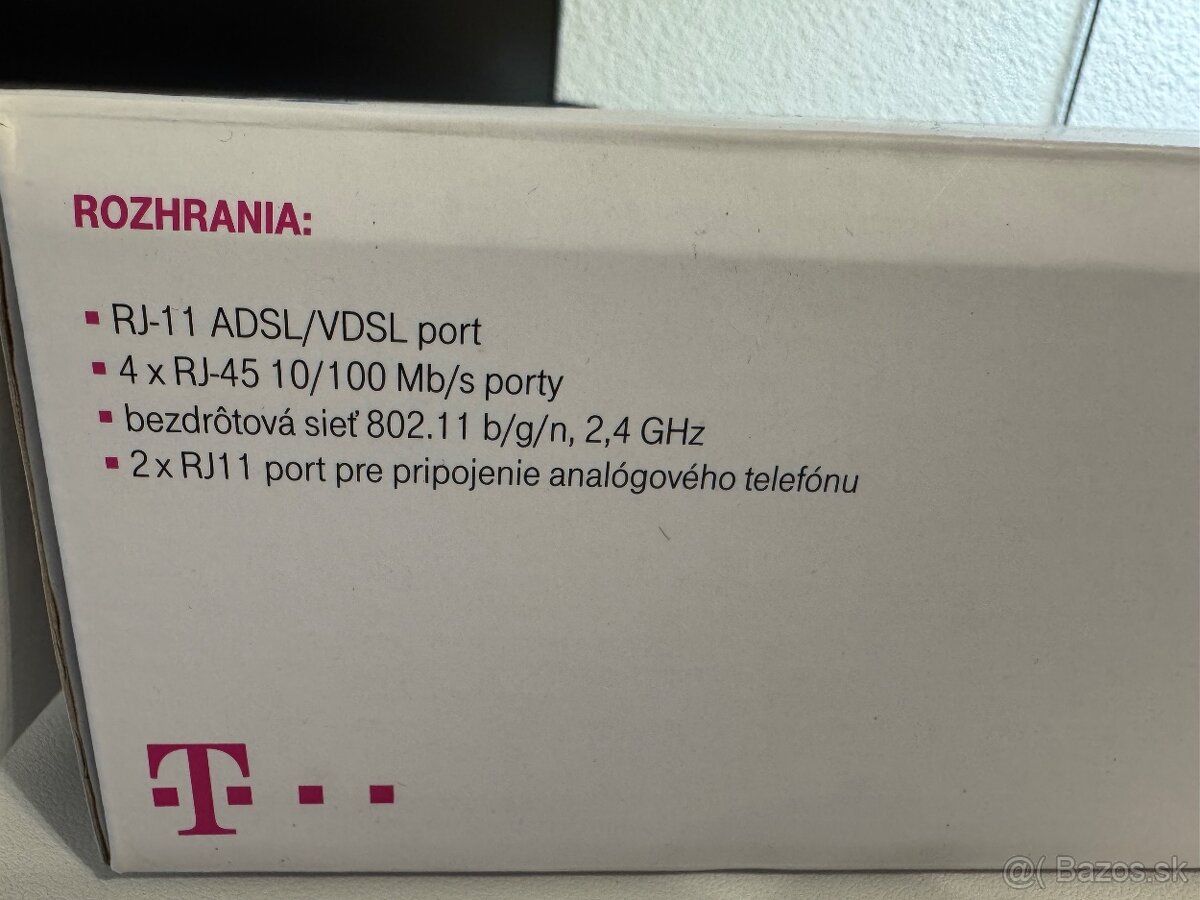 ROZHRANIA:
▪ RJ-11 ADSL/VDSL port
▪ 4 x RJ-45 10/100 Mb/s porty
▪ bezdrôtová sieť 802.11 b/g/n, 2,4 GHz
▪ 2 x RJ11 port pre pripojenie analógového telefónu
T
@( Bazos.sk